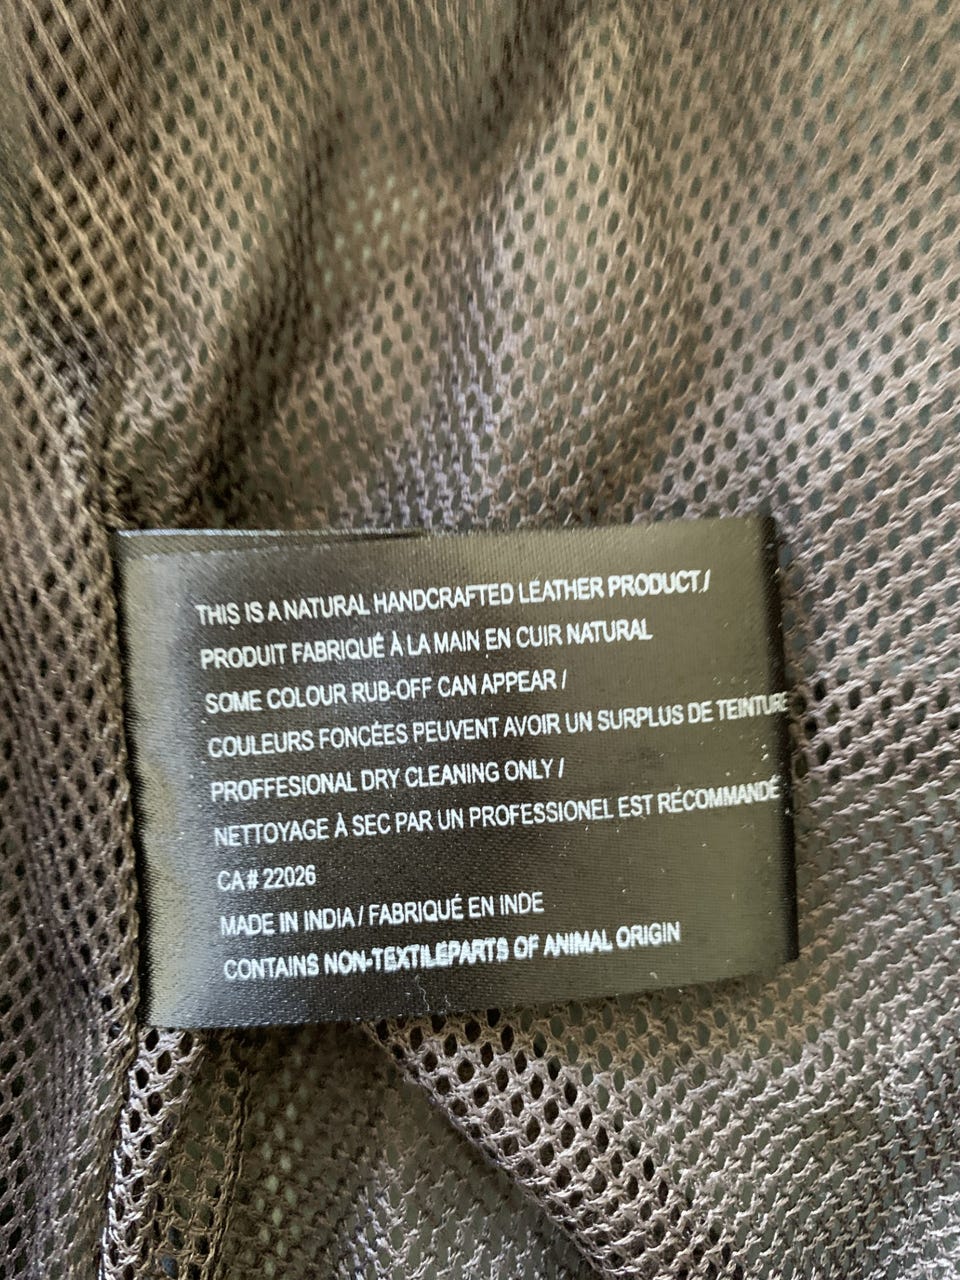 THIS IS A NATURAL HANDCRAFTED LEATHER PRODUCT /
PRODUIT FABRIQUÉ À LA MAIN EN CUIR NATURAL
SOME COLOUR RUB-OFF CAN APPEAR /
COULEURS FONCÉES PEUVENT AVOIR UN SURPLUS DE TEINTURE
PROFFESIONAL DRY CLEANING ONLY /
NETTOYAGE À SEC PAR UN PROFESSIONEL EST RÉCOMMANDÉ
CA# 22026
MADE IN INDIA / FABRIQUÉ EN INDE
CONTAINS NON-TEXTILEPARTS OF ANIMAL ORIGIN